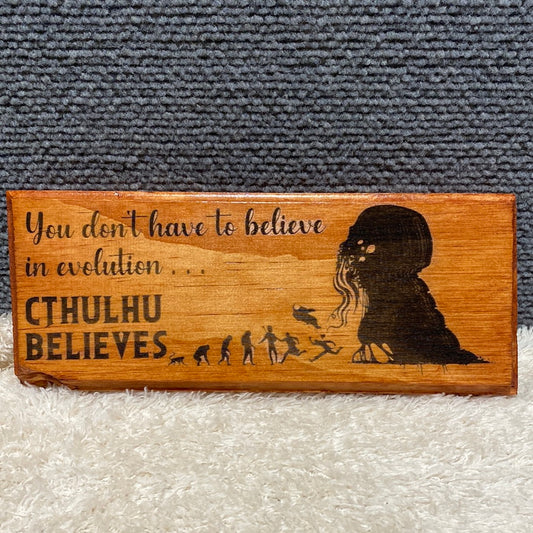 You don't have to believe
in evolution . . .
CTHULHU
BELIEVES